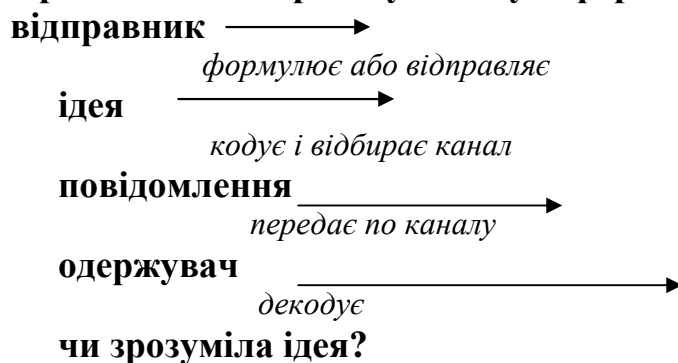 відправник
формулює або відправляє
ідея
кодує і відбирає канал
повідомлення
передає по каналу
одержувач
декодує
чи зрозуміла ідея?